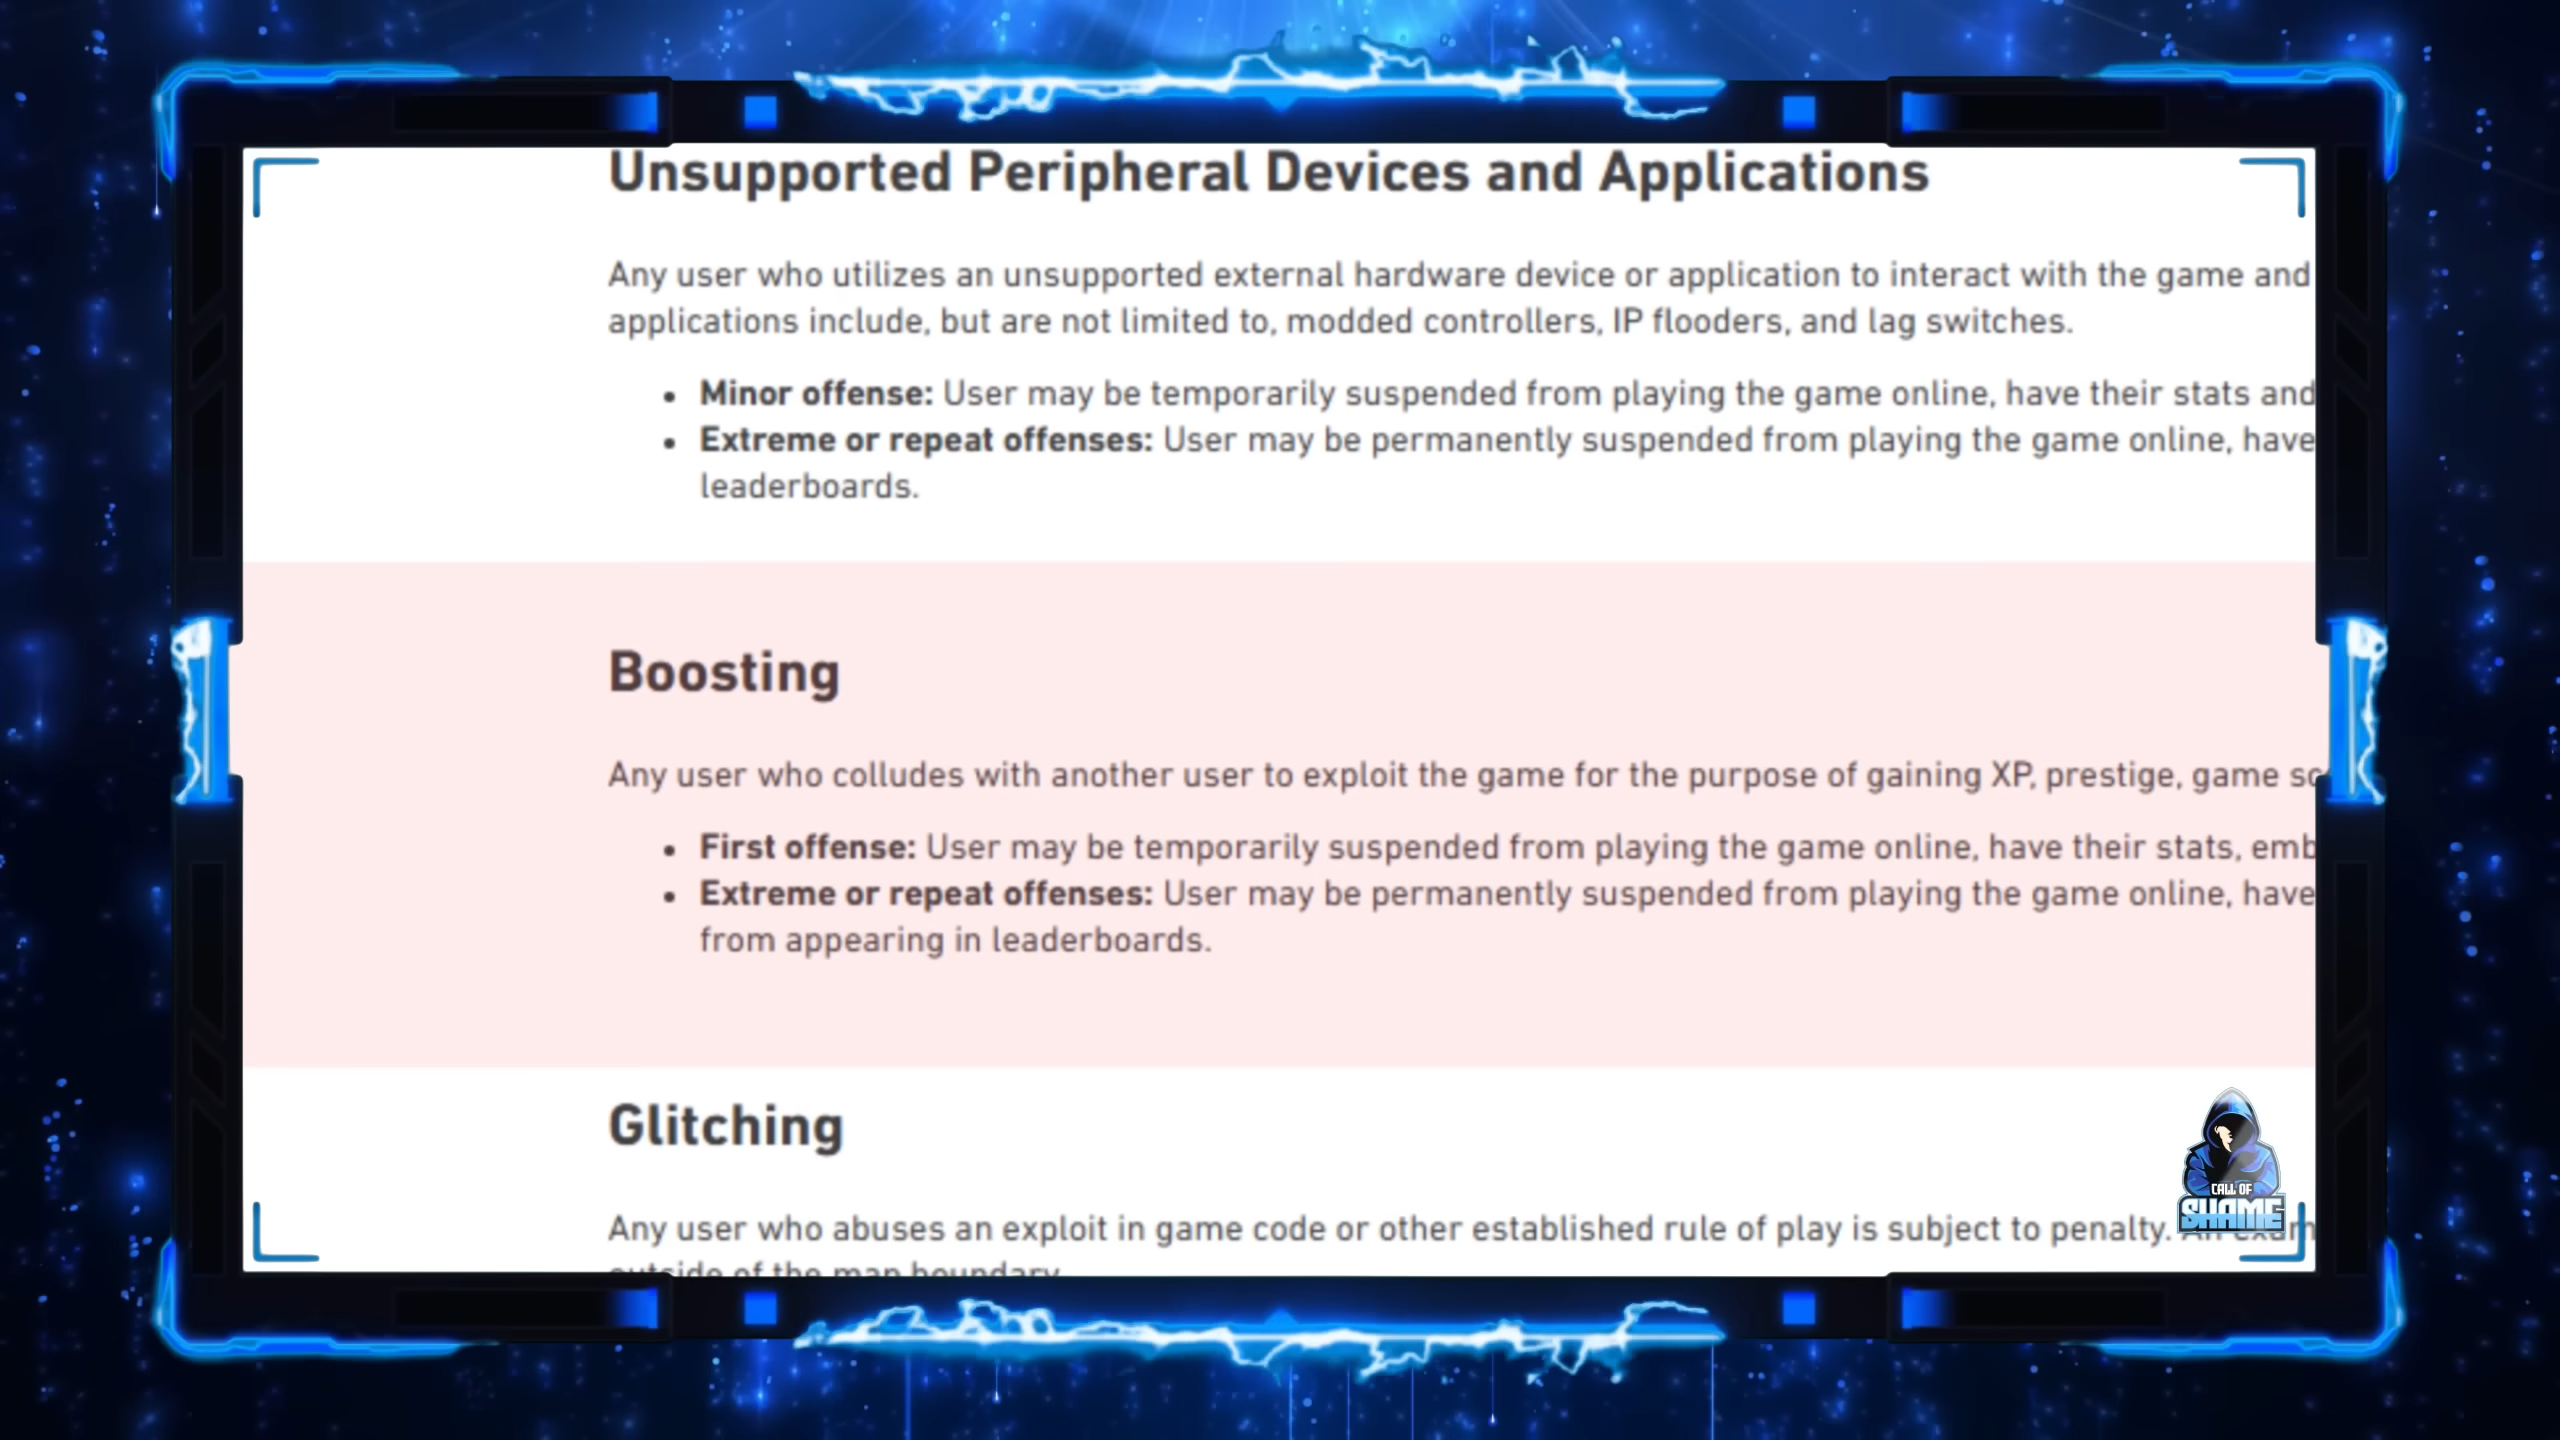 Unsupported Peripheral Devices and Applications
Any user who utilizes an unsupported external hardware device or application to interact with the game and
applications include, but are not limited to, modded controllers, IP flooders, and lag switches.
• Minor offense: User may be temporarily suspended from playing the game online, have their stats and
• Extreme or repeat offenses: User may be permanently suspended from playing the game online, have
leaderboards.
Boosting
Any user who colludes with another user to exploit the game for the purpose of gaining XP, prestige, game
• First offense: User may be temporarily suspended from playing the game online, have their stats,
• Extreme or repeat offenses: User may be permanently suspended from playing the game online, have
from appearing in leaderboards.
Glitching
Any user who abuses an exploit in game code or other established rule of play is subject to penalty. An
outside of the map boundary
CALL OF
SHAME